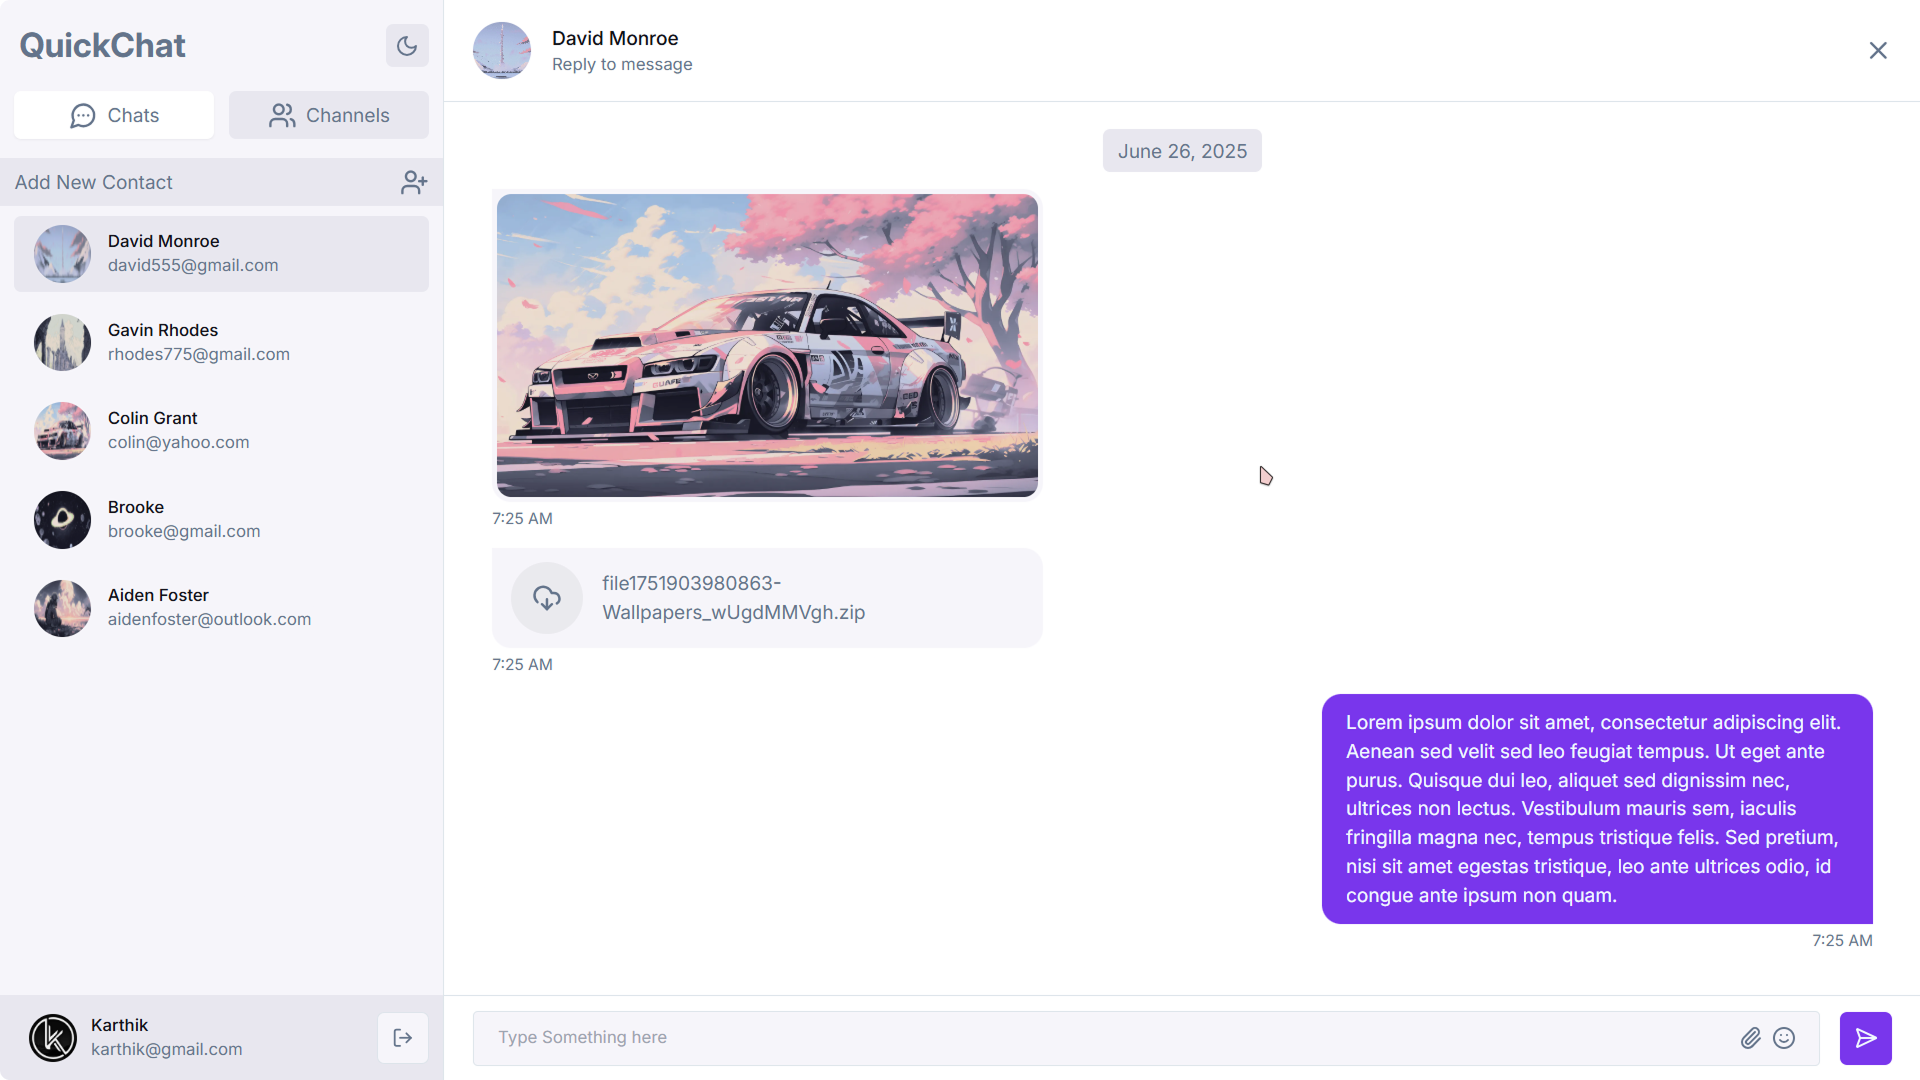 QuickChat
Chats
Channels
Add New Contact
David Monroe
david555@gmail.com
Gavin Rhodes
rhodes775@gmail.com
Colin Grant
colin@yahoo.com
Brooke
brooke@gmail.com
Aiden Foster
aidenfoster@outlook.com
Karthik
karthik@gmail.com
David Monroe
Reply to message
June 26, 2025
7:25 AM
file1751903980863-
Wallpapers_wUgdMMVgh.zip
7:25 AM
Lorem ipsum dolor sit amet, consectetur adipiscing elit.
Aenean sed velit sed leo feugiat tempus. Ut eget ante
purus. Quisque dui leo, aliquet sed dignissim nec,
ultrices non lectus. Vestibulum mauris sem, iaculis
fringilla magna nec, tempus tristique felis. Sed pretium,
nisi sit amet egestas tristique, leo ante ultrices odio, id
congue ante ipsum non quam.
7:25 AM
Type Something here